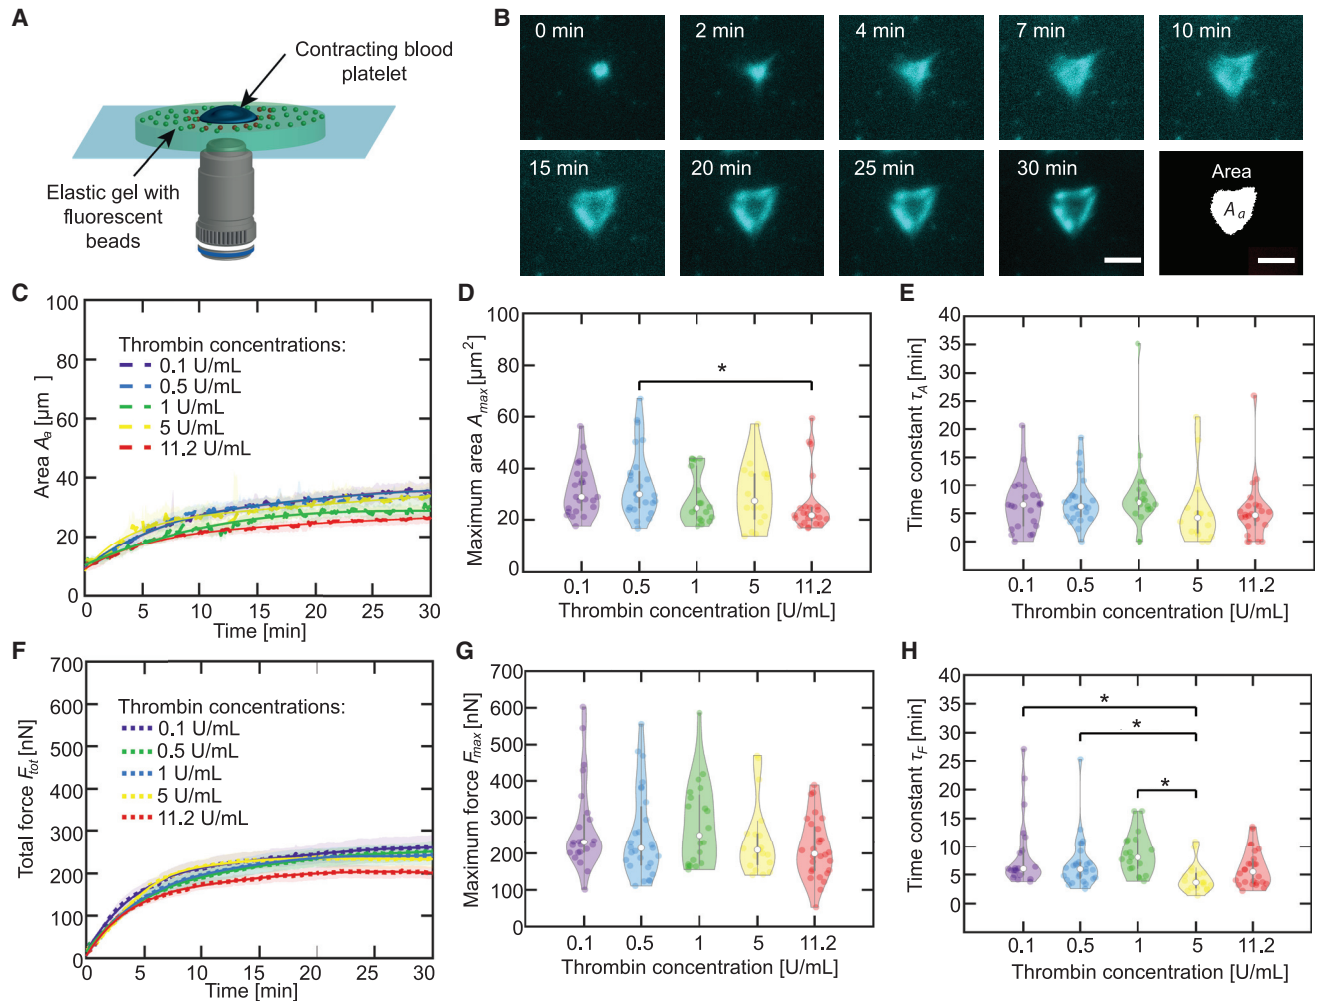 A
Contracting blood
platelet
Elastic gel with
fluorescent
beads
B
0 min
2 min
4 min
7 min
10 min
15 min
20 min
25 min
30 min
Area
Aa
C
100
80
60
40
20
0
Area Aa [μm
Thrombin concentrations:
0.1 U/mL
0.5 U/mL
1 U/mL
5 U/mL
11.2 U/mL
0 5 10 15 20 25 30
Time [min]
D
100
80
60
40
20
0
Maximum area Amax [μm²]
*
0.1 0.5 1 5 11.2
Thrombin concentration [U/mL]
E
40
35
30
25
20
15
10
5
0
Time constant τA [min]
0.1 0.5 1 5 11.2
Thrombin concentration [U/mL]
F
700
600
500
400
300
200
100
0
Total force Ftot [nN]
Thrombin concentrations:
0.1 U/mL
0.5 U/mL
1 U/mL
5 U/mL
11.2 U/mL
0 5 10 15 20 25 30
Time [min]
G
700
600
500
400
300
200
100
0
Maximum force Fmax [nN]
0.1 0.5 1 5 11.2
Thrombin concentration [U/mL]
H
40
35
30
25
20
15
10
5
0
Time constant τF [min]
*
*
*
0.1 0.5 1 5 11.2
Thrombin concentration [U/mL]